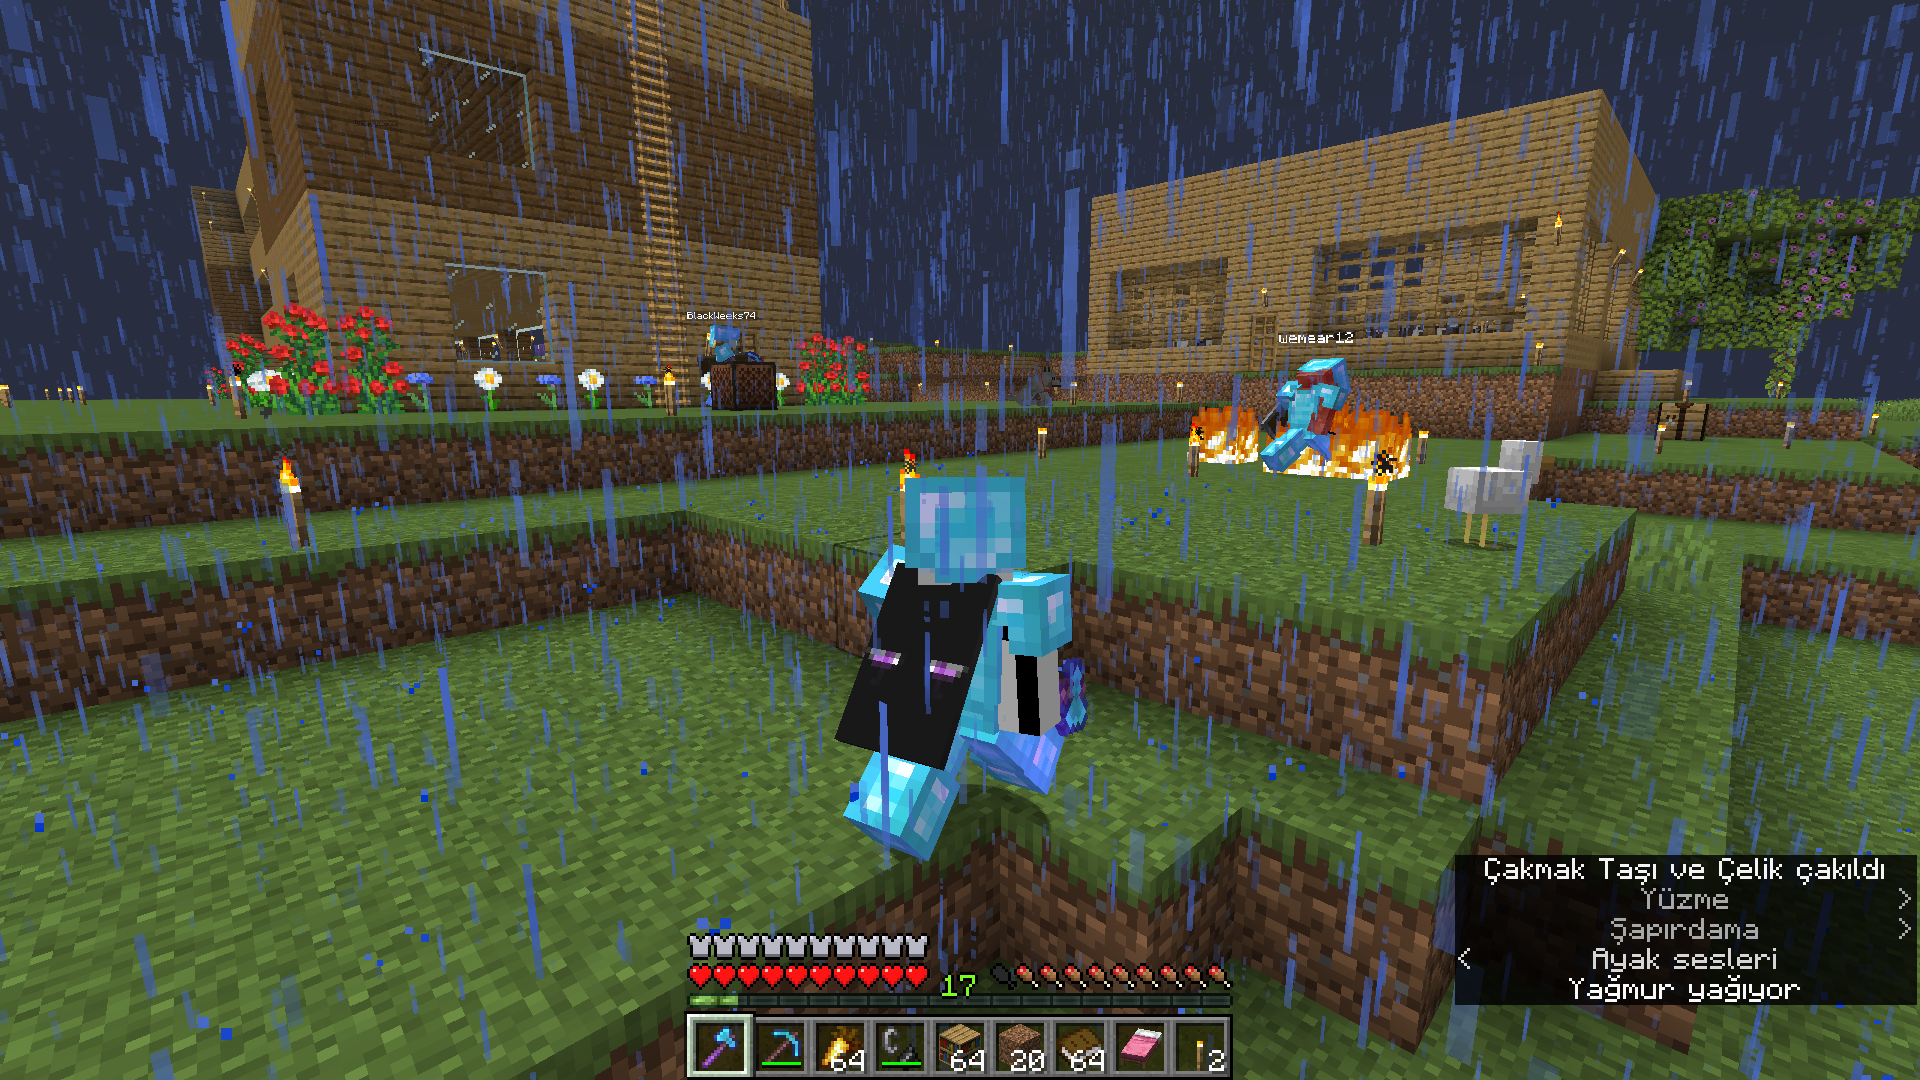 BlackWeeks74
wemear12
Çakmak Taşı ve Çelik çakıldı
Yüzme >
Şapırdama >
< Ayak sesleri
Yağmur yağıyor
17
64
64
20
64
2